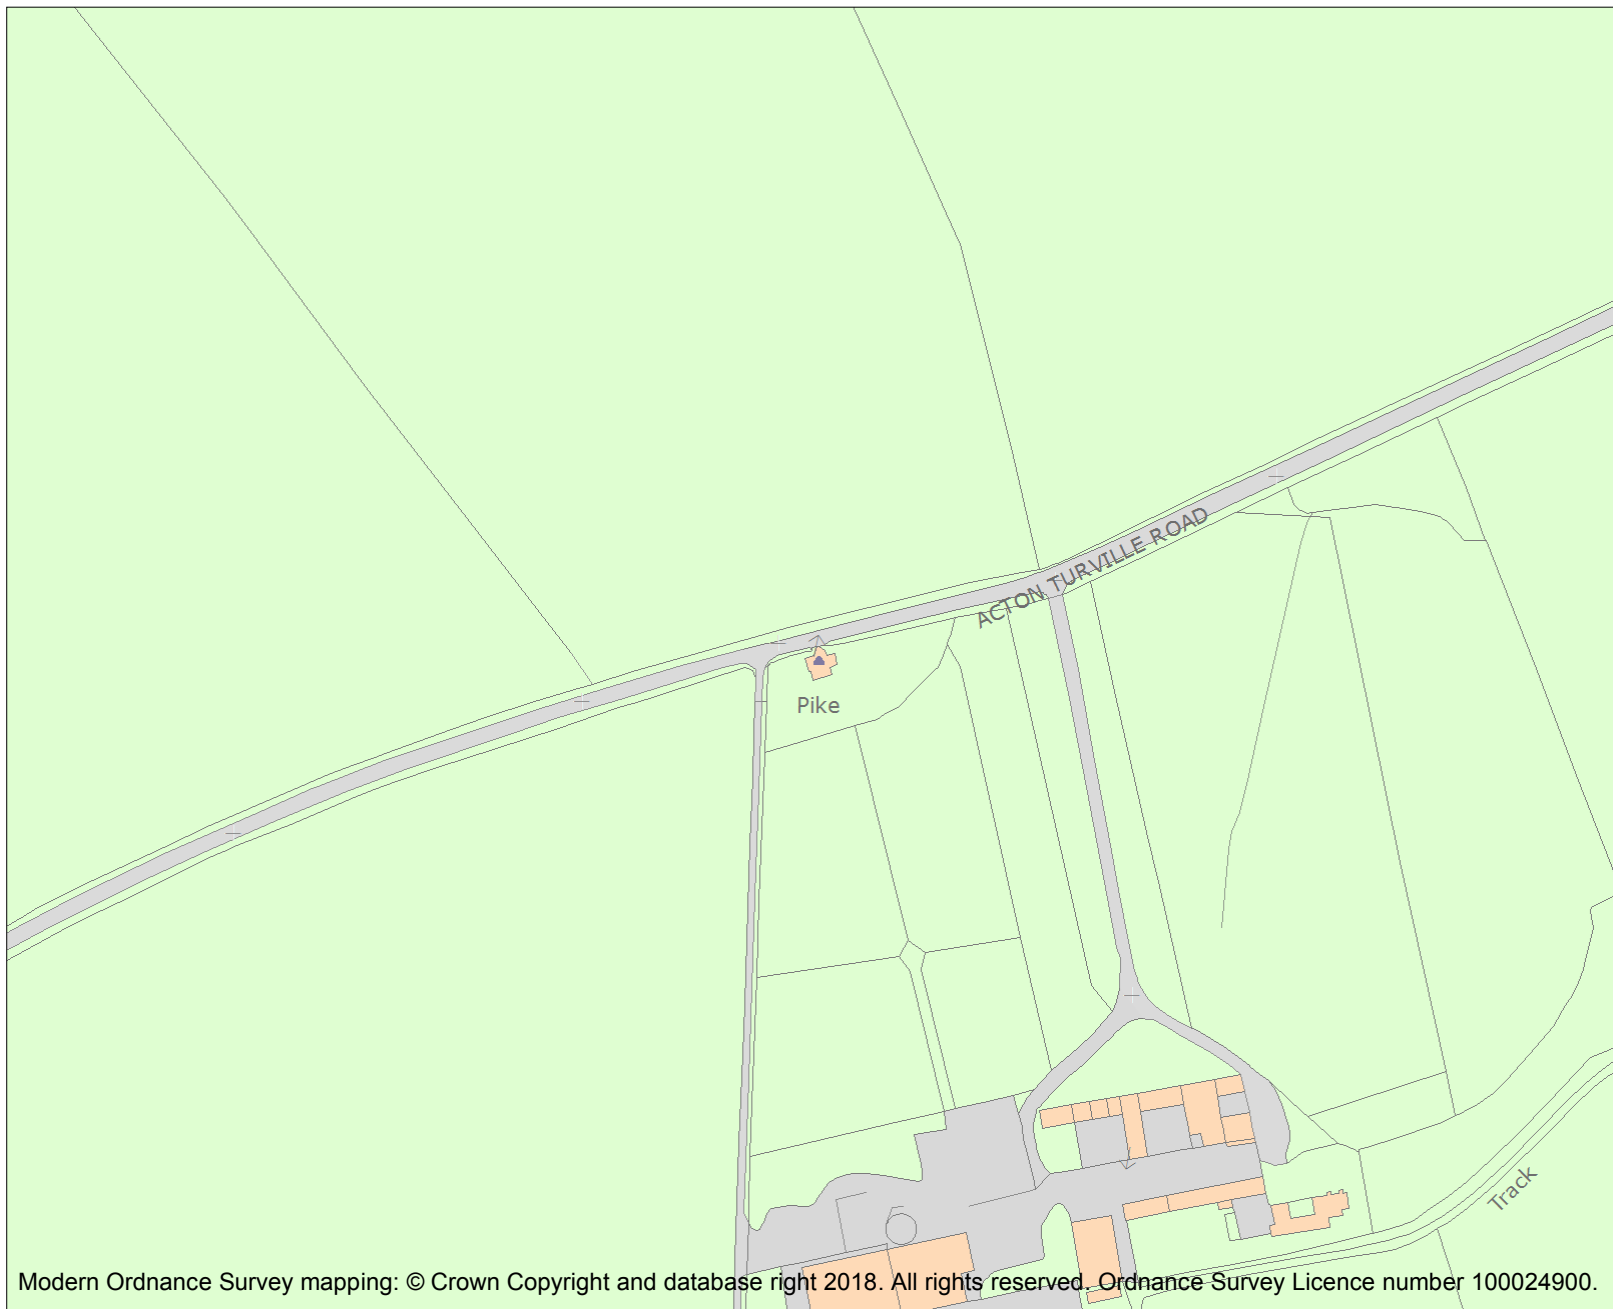 ACTON TURVILLE ROAD
Pike
Track
Modern Ordnance Survey mapping: © Crown Copyright and database right 2018. All rights reserved. Ordnance Survey Licence number 100024900.